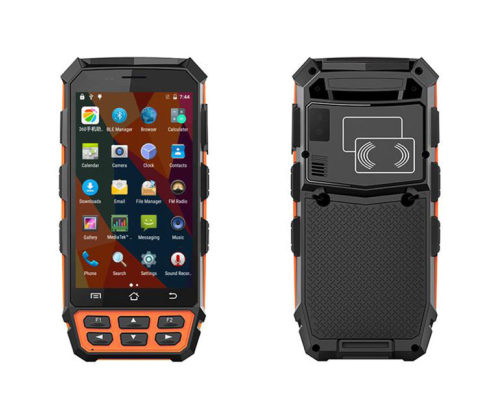 7:44
360手机助..
BLE Manager
Browser
Calculator
Calendar
Camera
Clock
Contacts
Downloads
Email
File Manager
FM Radio
Gallery
MediaTek™..
Messaging
Music
Phone
Search
Settings
Sound Recor..
F1
F2